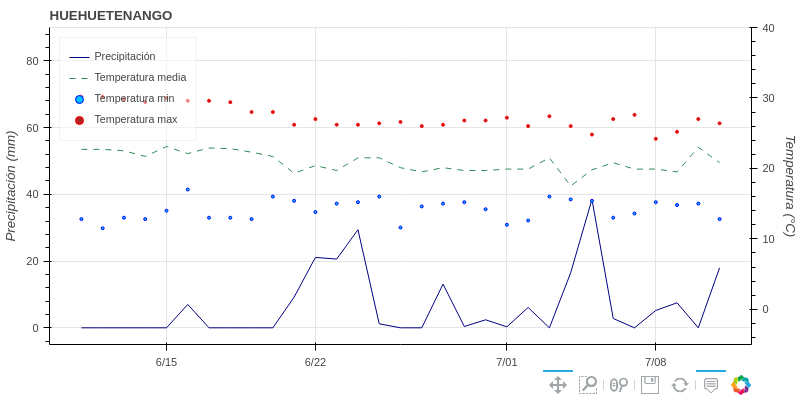 HUEHUETENANGO
Precipitación
Temperatura media
Temperatura min
Temperatura max
Precipitación (mm)
80
60
40
20
0
Temperatura (°C)
40
30
20
10
0
6/15
6/22
7/01
7/08